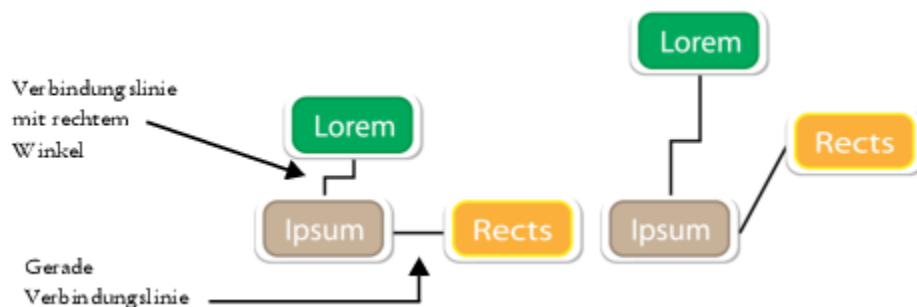 Verbindungslinie
mit rechtem
Winkel
Lorem
Ipsum
Rects
Gerade
Verbindungslinie
Lorem
Rects
Ipsum